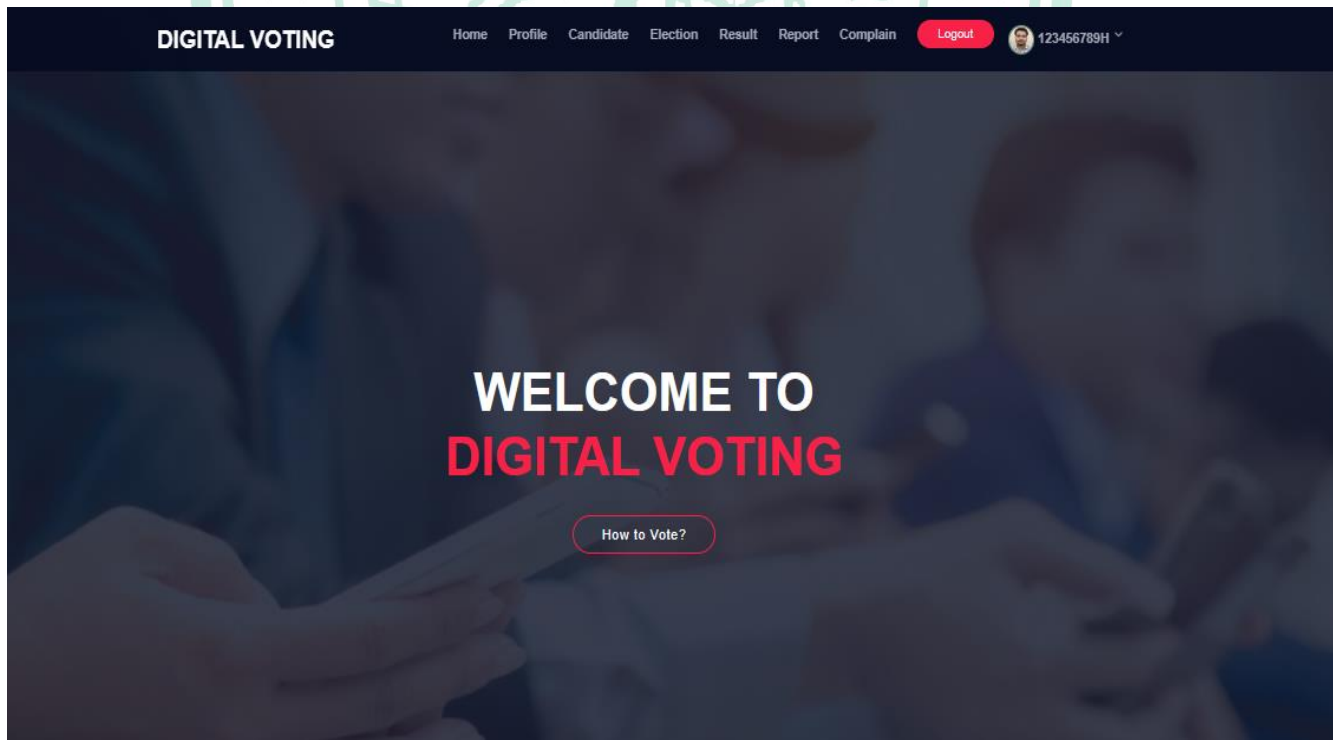 DIGITAL VOTING Home Profile Candidate Election Result Report Complain Logout 123456789H
WELCOME TO
DIGITAL VOTING
How to Vote?